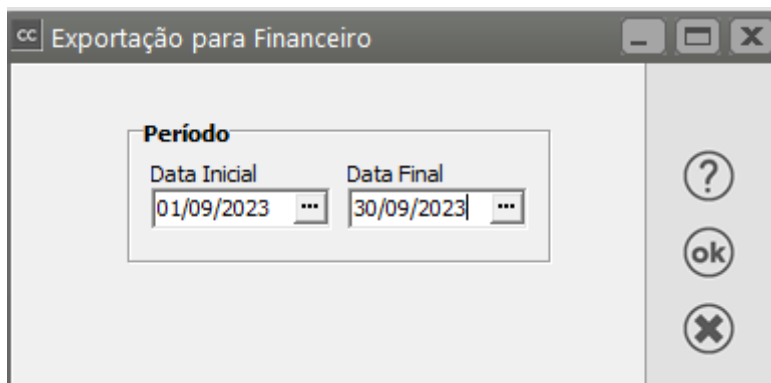 cc Exportação para Financeiro
Período
Data Inicial Data Final
01/09/2023 ... 30/09/2023 ...
?
ok